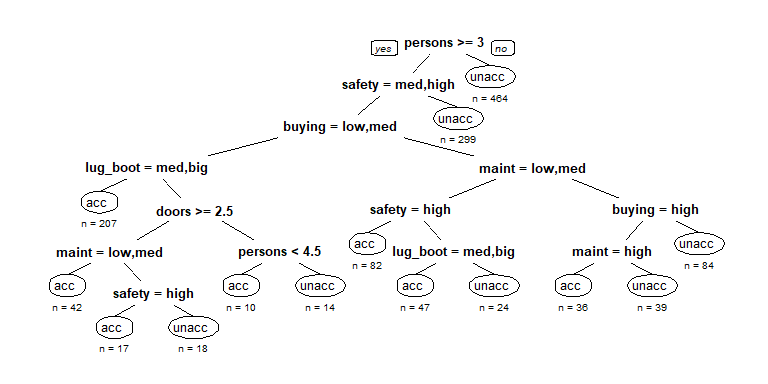 yes persons >= 3 no
safety = med,high unacc
n = 464
buying = low,med unacc
n = 299
lug_boot = med,big maint = low,med
acc doors >= 2.5 safety = high buying = high
n = 207
maint = low,med persons < 4.5 acc lug_boot = med,big maint = high unacc
n = 82 n = 84
acc safety = high acc unacc acc unacc acc unacc
n = 42 n = 10 n = 14 n = 47 n = 24 n = 36 n = 39
acc unacc
n = 17 n = 18